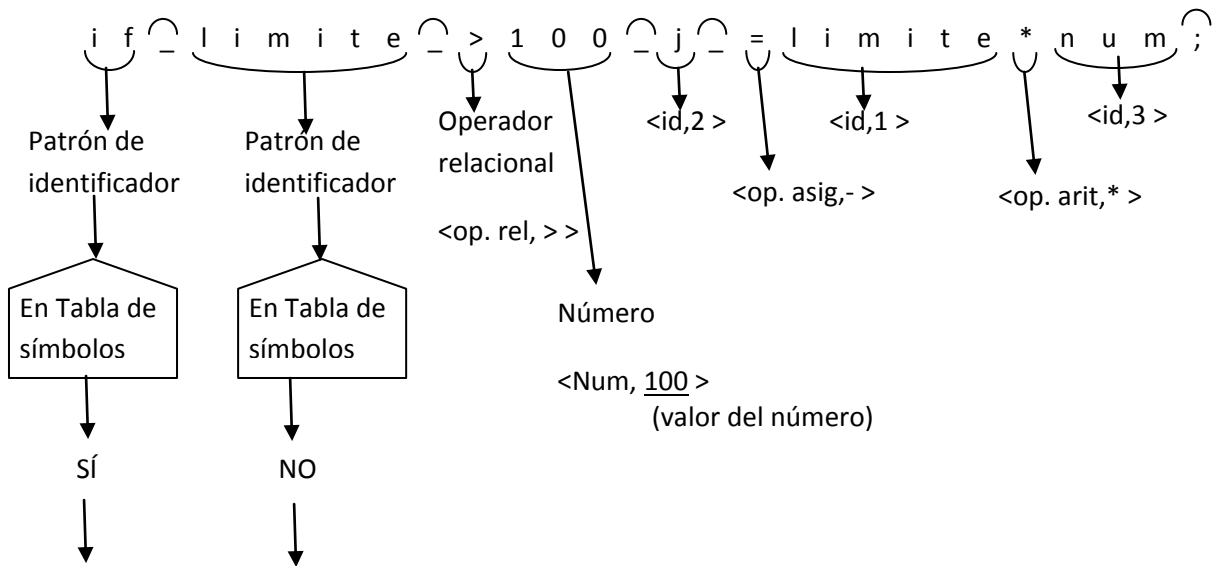 i f _ l i m i t e _ > 1 0 0 _ j _ = l i m i t e * n u m ;
Patrón de
identificador
Patrón de
identificador
Operador
relacional
<op. rel, > >
<id,2 >
<id,1 >
<id,3 >
<op. asig,- >
<op. arit,* >
En Tabla de
símbolos
En Tabla de
símbolos
Número
<Num, 100 >
(valor del número)
SÍ
NO